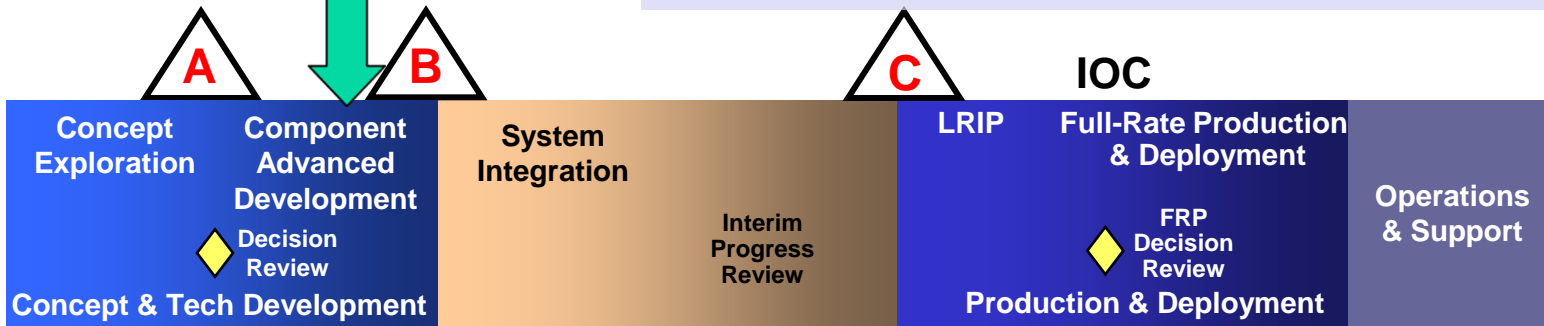 A
B
C
IOC
Concept
Exploration
Component
Advanced
Development
System
Integration
LRIP
Full-Rate Production
& Deployment
Operations
& Support
Decision
Review
Interim
Progress
Review
FRP
Decision
Review
Concept & Tech Development
Production & Deployment